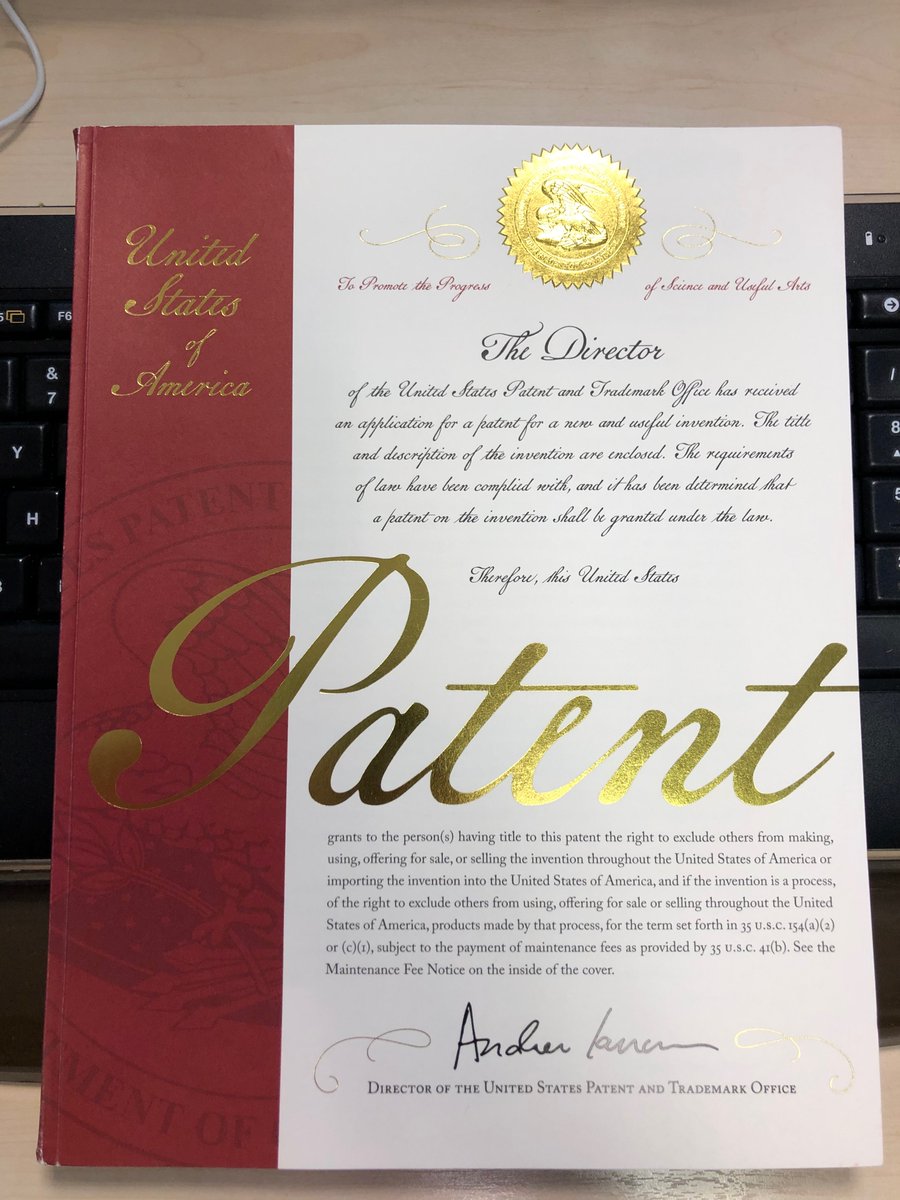 United
States
of
America
To Promote the Progress
of Science and Useful Arts
The Director
of the United States Patent and Trademark Office has received
an application for a patent for a new and useful invention. The title
and description of the invention are enclosed. The requirements
of law have been complied with, and it has been determined that
a patent on the invention shall be granted under the law.
Therefore, this United States
Patent
grants to the person(s) having title to this patent the right to exclude others from making,
using, offering for sale, or selling the invention throughout the United States of America or
importing the invention into the United States of America, and if the invention is a process,
of the right to exclude others from using, offering for sale or selling throughout the United
States of America, products made by that process, for the term set forth in 35 U.S.C. 154(a)(2)
or (c)(1), subject to the payment of maintenance fees as provided by 35 U.S.C. 41(b). See the
Maintenance Fee Notice on the inside of the cover.
DIRECTOR OF THE UNITED STATES PATENT AND TRADEMARK OFFICE
S PATENT
MENT OF
F6
&
7
Y
H
8
5